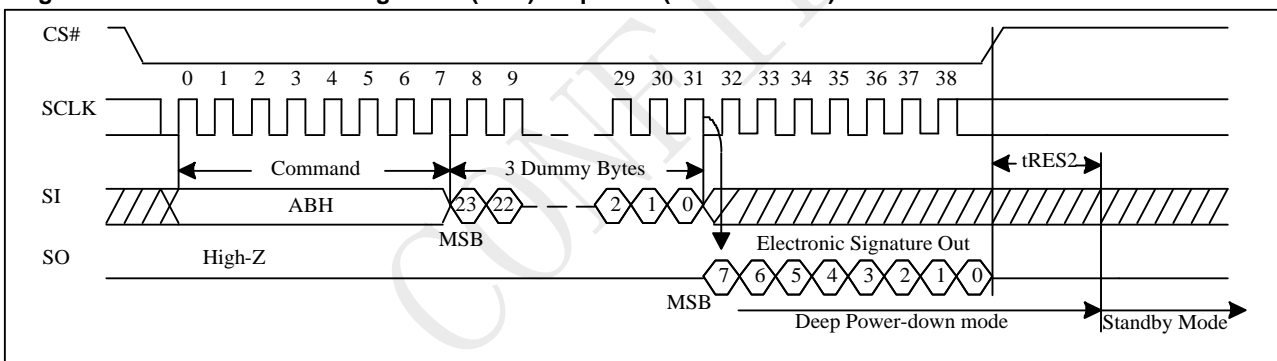 CS#
0 1 2 3 4 5 6 7 8 9 29 30 31 32 33 34 35 36 37 38
SCLK
Command 3 Dummy Bytes tRES2
SI
ABH 23 22 2 1 0
MSB
SO High-Z Electronic Signature Out
7 6 5 4 3 2 1 0
MSB
Deep Power-down mode Standby Mode